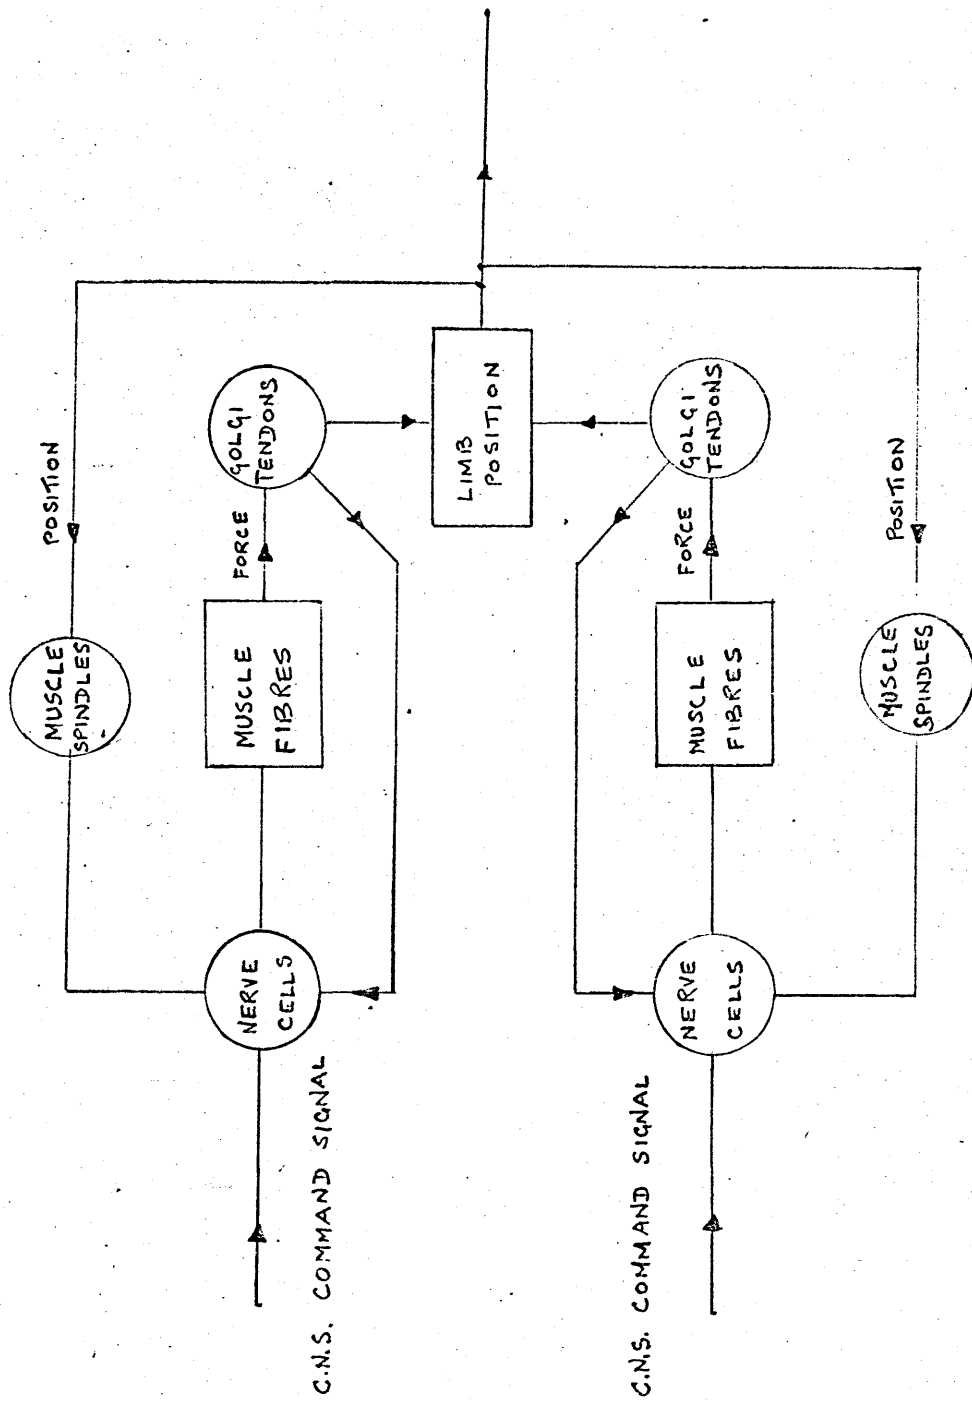 POSITION
MUSCLE
SPINDLES
C.N.S. COMMAND SIGNAL
NERVE
CELLS
MUSCLE
FIBRES
FORCE
GOLGI
TENDONS
LIMB
POSITION
C.N.S. COMMAND SIGNAL
NERVE
CELLS
MUSCLE
FIBRES
FORCE
GOLGI
TENDONS
MUSCLE
SPINDLES
POSITION